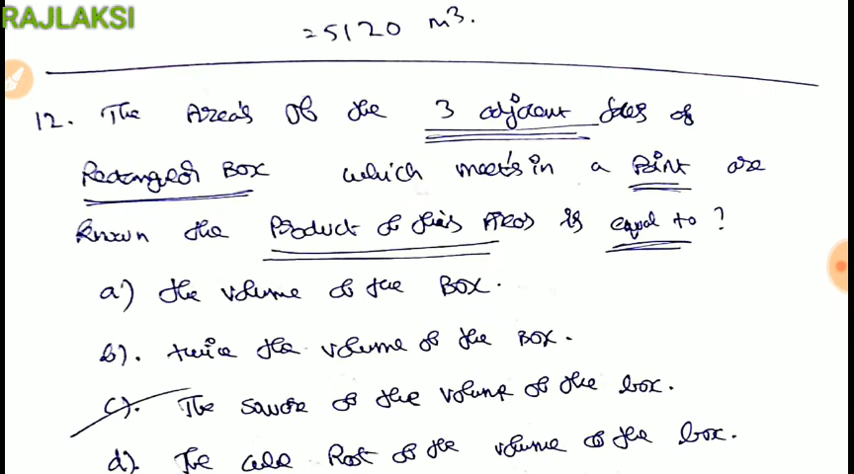 RAJLAKSI
=5120 m³.
12. The Area's Of the 3 adjacent faces of
Rectangular BOX which meet's in a Point are
known the Product of this Areas is equal to ?
a) the volume of the BOX.
b). twice the volume of the BOX.
c). The square of the volume of the box.
d). The cube Root of the volume of the box.